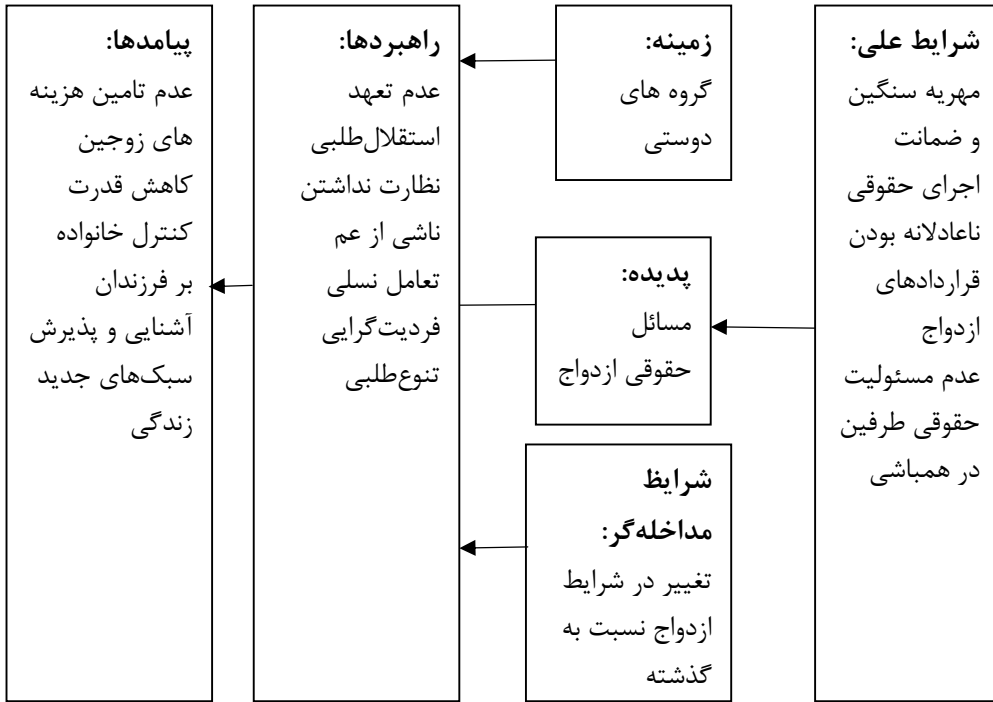 شرایط علی:
مهریه سنگین
و ضمانت
اجرای حقوقی
ناعادلانه بودن
قراردادهای
ازدواج
عدم مسئولیت
حقوقی طرفین
در همباشی
زمینه:
گروه های
دوستی
پدیده:
مسائل
حقوقی ازدواج
شرایظ
مداخله‌گر:
تغییر در شرایط
ازدواج نسبت به
گذشته
راهبردها:
عدم تعهد
استقلال‌طلبی
نظارت نداشتن
ناشی از عم
تعامل نسلی
فردیت‌گرایی
تنوع‌طلبی
پیامدها:
عدم تامین هزینه
های زوجین
کاهش قدرت
کنترل خانواده
بر فرزندان
آشنایی و پذیرش
سبک‌های جدید
زندگی